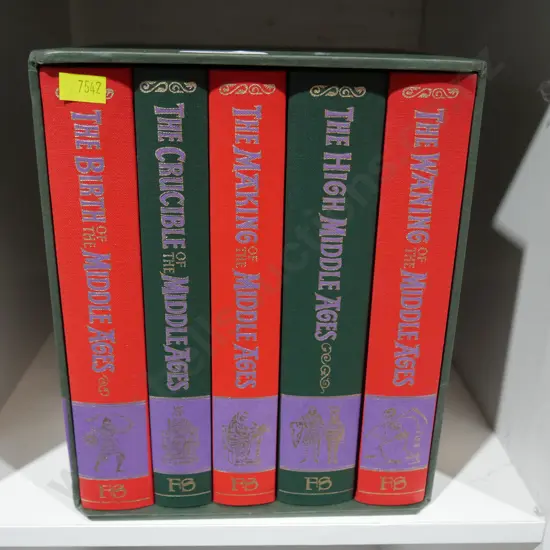 7542
THE BIRTH OF THE MIDDLE AGES
FS
THE CRUCIBLE OF THE MIDDLE AGES
FS
THE MAKING OF THE MIDDLE AGES
FS
THE HIGH MIDDLE AGES
FS
THE WANING OF THE MIDDLE AGES
FS